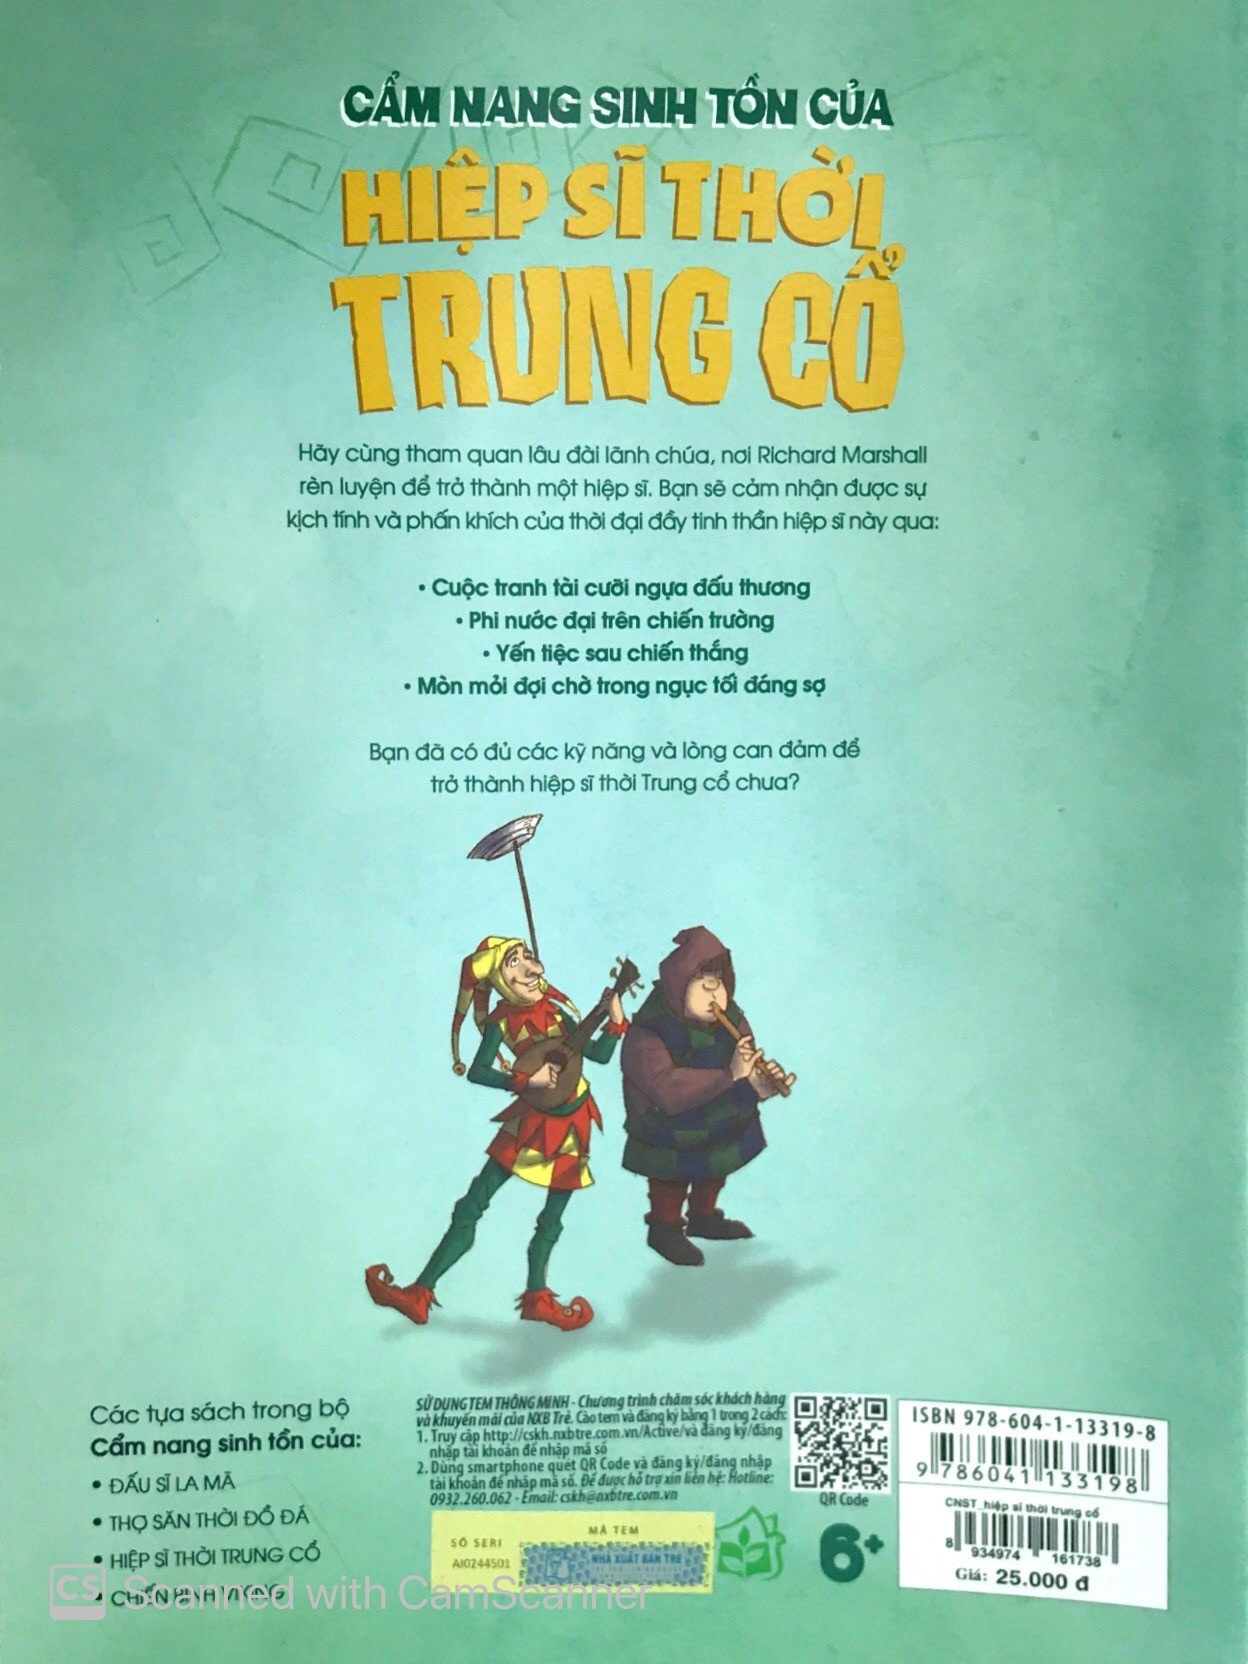 CẨM NANG SINH TỒN CỦA
HIỆP SĨ THỜI
TRUNG CỔ
Hãy cùng tham quan lâu đài lãnh chúa, nơi Richard Marshall
rèn luyện để trở thành một hiệp sĩ. Bạn sẽ cảm nhận được sự
kịch tính và phấn khích của thời đại đầy tinh thần hiệp sĩ này qua:
• Cuộc tranh tài cưỡi ngựa đấu thương
• Phi nước đại trên chiến trường
• Yến tiệc sau chiến thắng
• Mòn mỏi đợi chờ trong ngục tối đáng sợ
Bạn đã có đủ các kỹ năng và lòng can đảm để
trở thành hiệp sĩ thời Trung cổ chưa?
Các tựa sách trong bộ
Cẩm nang sinh tồn của:
• ĐẤU SĨ LA MÃ
• THỢ SĂN THỜI ĐỒ ĐÁ
• HIỆP SĨ THỜI TRUNG CỔ
• CHIẾN BINH VIKING
SỬ DỤNG TEM THÔNG MINH - Chương trình chăm sóc khách hàng
và khuyến mãi của NXB Trẻ. Cào tem và đăng ký bằng 1 trong 2 cách:
1. Truy cập http://cskh.nxbtre.com.vn/Active/và đăng ký/đăng
nhập tài khoản để nhập mã số
2. Dùng smartphone quét QR Code và đăng ký/đăng nhập
tài khoản để nhập mã số. Để được hỗ trợ xin liên hệ: Hotline:
0932.260.062 - Email: cskh@nxbtre.com.vn
QR Code
SỐ SERI
AI0244501
MÃ TEM
NHÀ XUẤT BẢN TRẺ
6+
ISBN 978-604-1-13319-8
9 786041 133198
CNST_hiệp sĩ thời trung cổ
8 934974 161738
Giá: 25.000 đ
CS Scanned with CamScanner